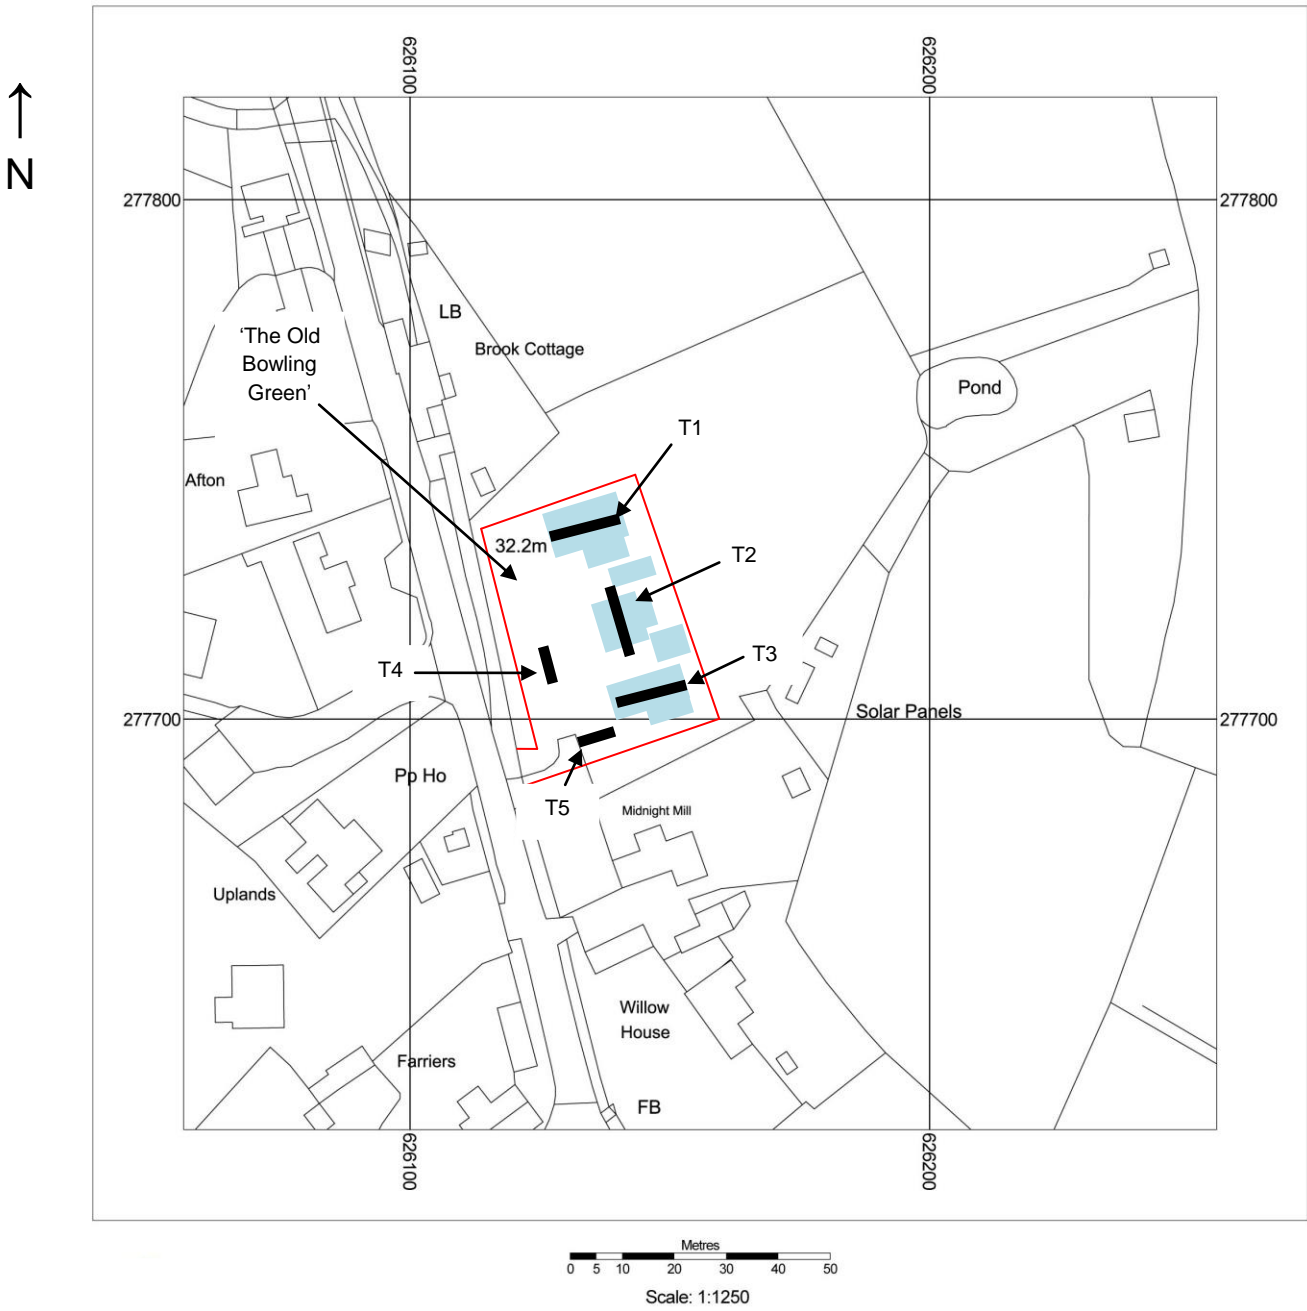 626100
626200
N
277800
277800
LB
'The Old
Bowling
Green'
Brook Cottage
Pond
T1
Afton
32.2m
T2
T3
T4
277700
Solar Panels
277700
Pp Ho
T5
Midnight Mill
Uplands
Willow
House
Farriers
FB
626100
626200
Metres
0 5 10 20 30 40 50
Scale: 1:1250